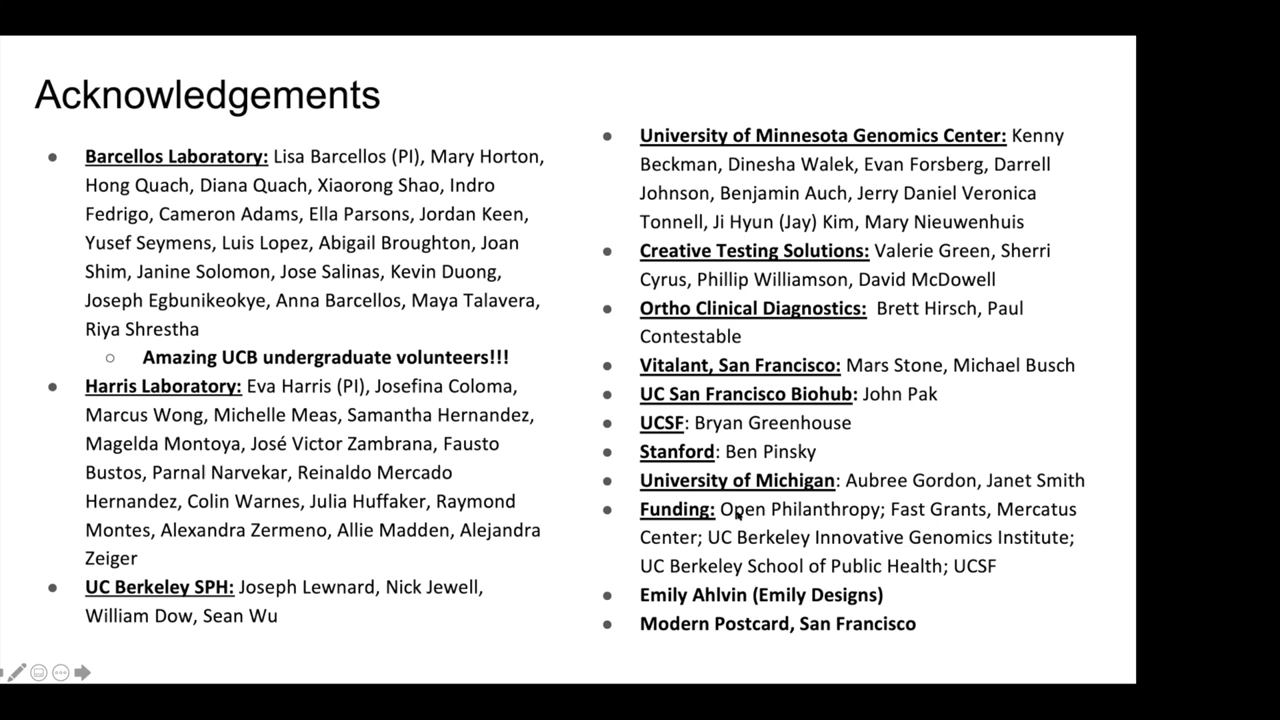 Acknowledgements
Barcellos Laboratory: Lisa Barcellos (PI), Mary Horton,
Hong Quach, Diana Quach, Xiaorong Shao, Indro
Fedrigo, Cameron Adams, Ella Parsons, Jordan Keen,
Yusef Seymens, Luis Lopez, Abigail Broughton, Joan
Shim, Janine Solomon, Jose Salinas, Kevin Duong,
Joseph Egbunikeokye, Anna Barcellos, Maya Talavera,
Riya Shrestha
Amazing UCB undergraduate volunteers!!!
Harris Laboratory: Eva Harris (PI), Josefina Coloma,
Marcus Wong, Michelle Meas, Samantha Hernandez,
Magelda Montoya, José Victor Zambrana, Fausto
Bustos, Parnal Narvekar, Reinaldo Mercado
Hernandez, Colin Warnes, Julia Huffaker, Raymond
Montes, Alexandra Zermeno, Allie Madden, Alejandra
Zeiger
UC Berkeley SPH: Joseph Lewnard, Nick Jewell,
William Dow, Sean Wu
University of Minnesota Genomics Center: Kenny
Beckman, Dinesha Walek, Evan Forsberg, Darrell
Johnson, Benjamin Auch, Jerry Daniel Veronica
Tonnell, Ji Hyun (Jay) Kim, Mary Nieuwenhuis
Creative Testing Solutions: Valerie Green, Sherri
Cyrus, Phillip Williamson, David McDowell
Ortho Clinical Diagnostics: Brett Hirsch, Paul
Contestable
Vitalant, San Francisco: Mars Stone, Michael Busch
UC San Francisco Biohub: John Pak
UCSF: Bryan Greenhouse
Stanford: Ben Pinsky
University of Michigan: Aubree Gordon, Janet Smith
Funding: Open Philanthropy; Fast Grants, Mercatus
Center; UC Berkeley Innovative Genomics Institute;
UC Berkeley School of Public Health; UCSF
Emily Ahlvin (Emily Designs)
Modern Postcard, San Francisco